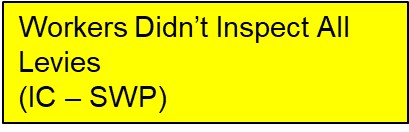 Workers Didn’t Inspect All
Levies
(IC – SWP)